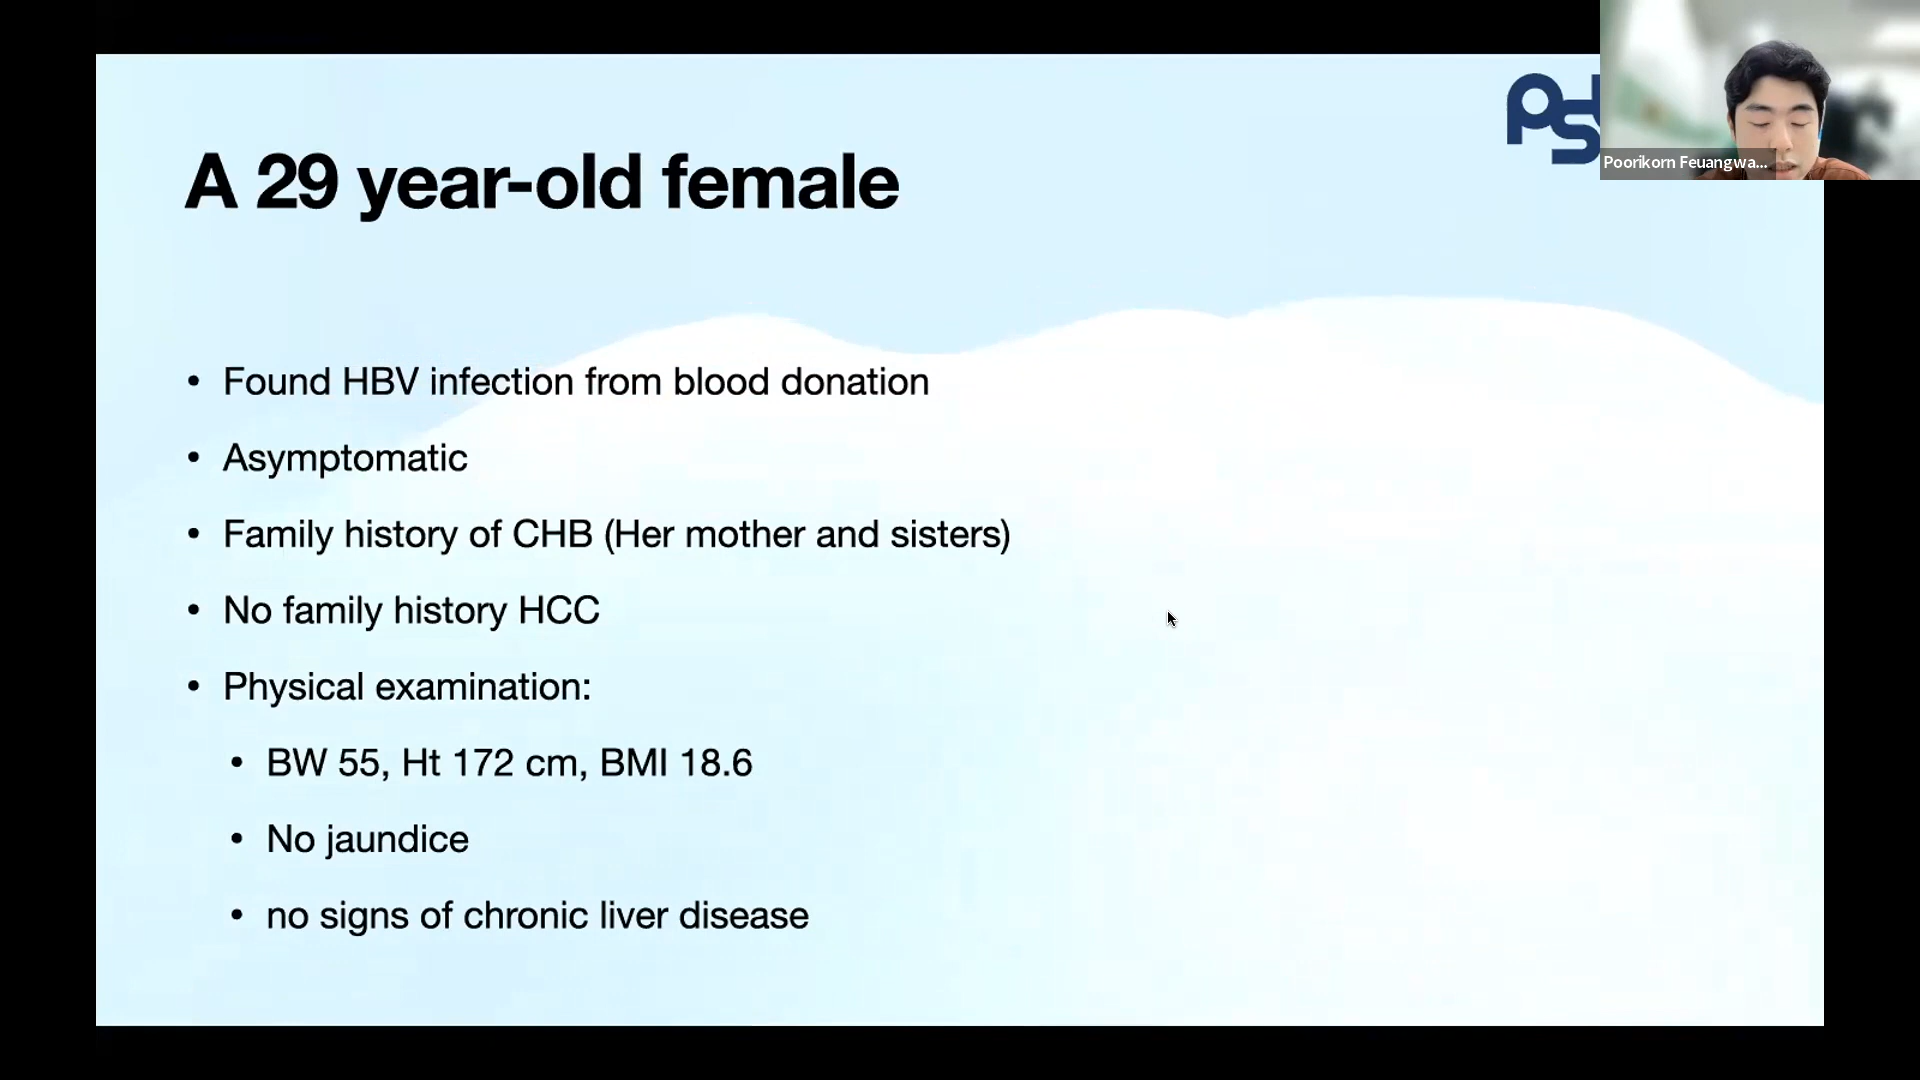 A 29 year-old female
Poorikorn Feuangwa...
• Found HBV infection from blood donation
• Asymptomatic
• Family history of CHB (Her mother and sisters)
• No family history HCC
• Physical examination:
• BW 55, Ht 172 cm, BMI 18.6
• No jaundice
• no signs of chronic liver disease